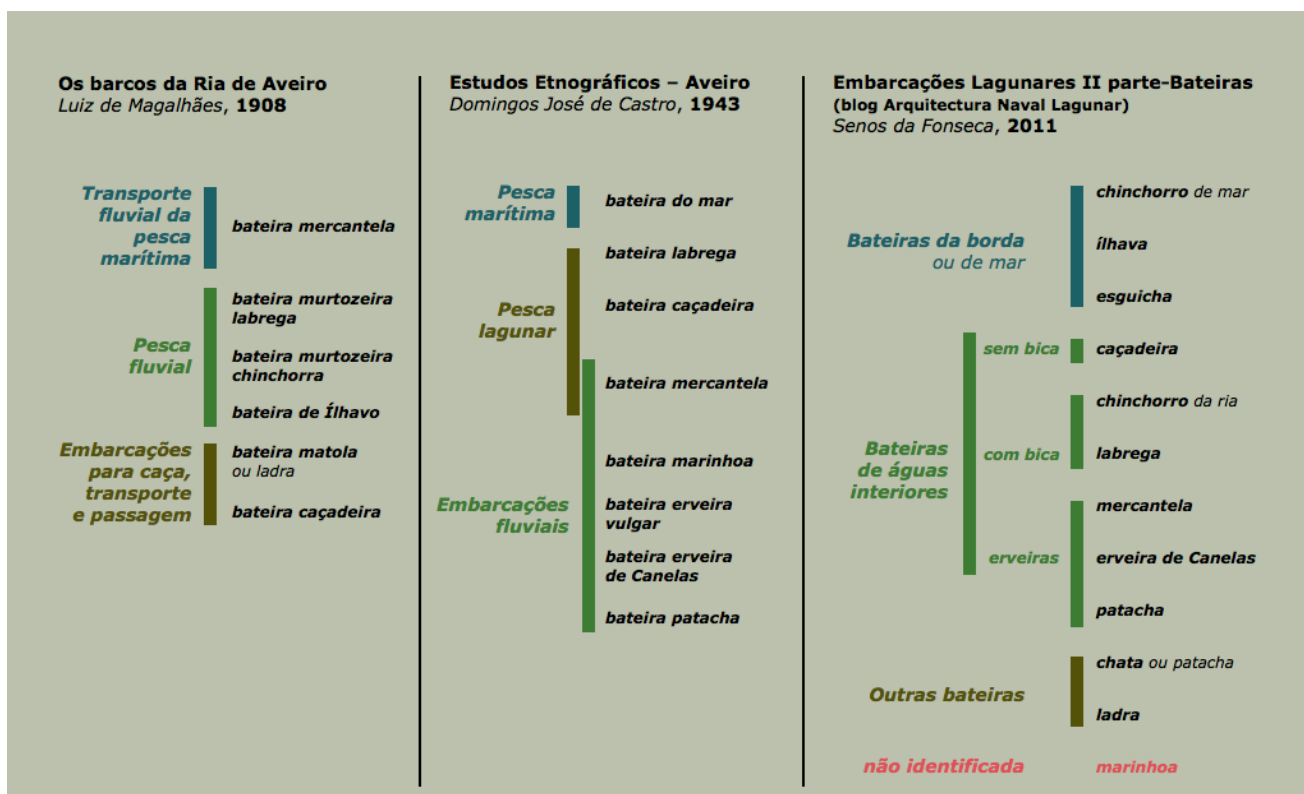 Os barcos da Ria de Aveiro
Luiz de Magalhães, 1908
Transporte
fluvial da
pesca
marítima
bateira mercantela
Pesca
fluvial
bateira murtozeira
labrega
bateira murtozeira
chinchorra
bateira de Ílhavo
Embarcações
para caça,
transporte
e passagem
bateira matola
ou ladra
bateira caçadeira
Estudos Etnográficos – Aveiro
Domingos José de Castro, 1943
Pesca
marítima
bateira do mar
Pesca
lagunar
bateira labrega
bateira caçadeira
bateira mercantela
Embarcações
fluviais
bateira marinhoa
bateira erveira
vulgar
bateira erveira
de Canelas
bateira patacha
Embarcações Lagunares II parte-Bateiras
(blog Arquitectura Naval Lagunar)
Senos da Fonseca, 2011
Bateiras da borda
ou de mar
chinchorro de mar
ílhava
esguicha
Bateiras
de águas
interiores
sem bica
caçadeira
com bica
chinchorro da ria
labrega
erveiras
mercantela
erveira de Canelas
patacha
Outras bateiras
chata ou patacha
ladra
não identificada
marinhoa